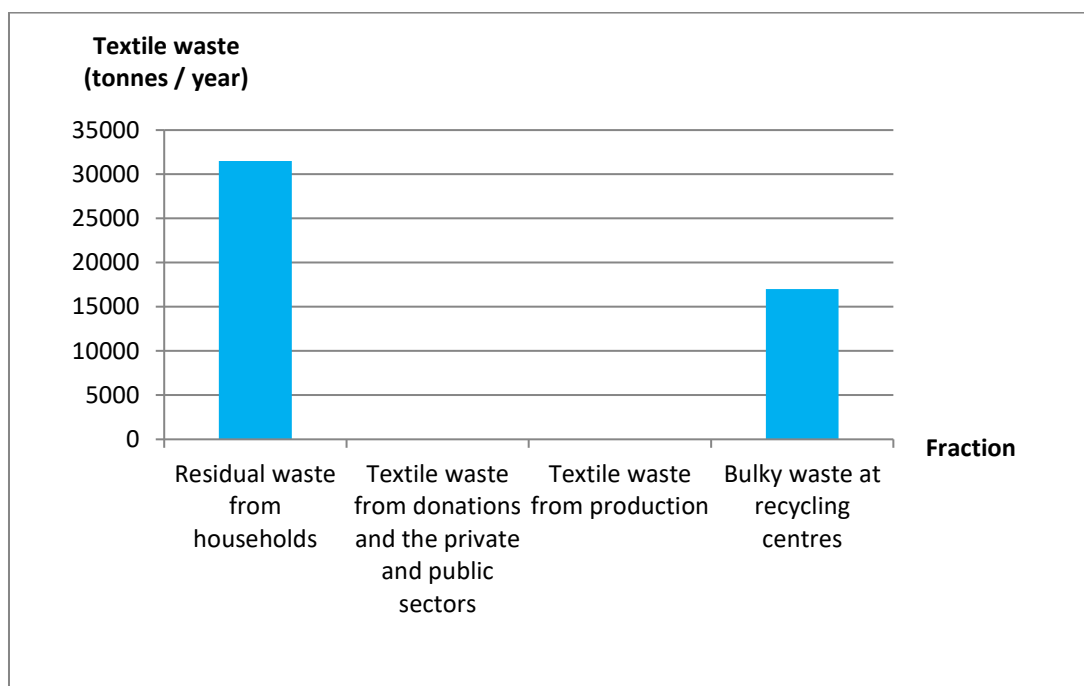 Textile waste
(tonnes / year)
35000
30000
25000
20000
15000
10000
5000
0
Fraction
Residual waste
from
households
Textile waste
from donations
and the private
and public
sectors
Textile waste
from production
Bulky waste at
recycling
centres